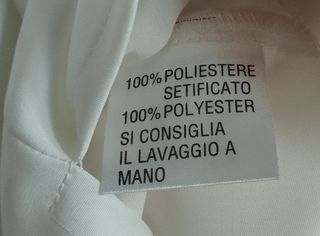 100% POLIESTERE
SETIFICATO
100% POLYESTER
SI CONSIGLIA
IL LAVAGGIO A
MANO